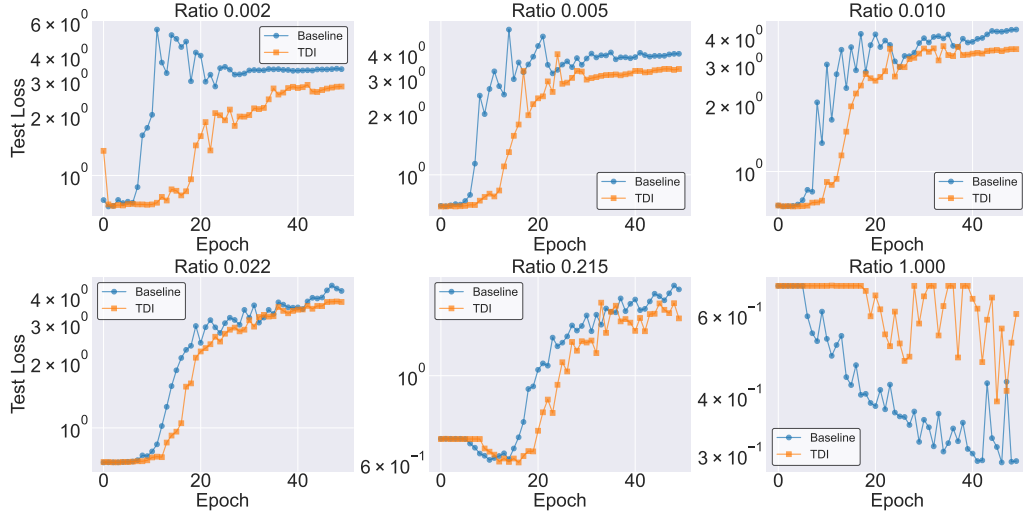 Ratio 0.002
Ratio 0.005
Ratio 0.010
6 × 10⁰
4 × 10⁰
3 × 10⁰
2 × 10⁰
10⁰
Test Loss
Baseline
TDI
0
20
40
Epoch
4 × 10⁰
3 × 10⁰
2 × 10⁰
10⁰
Baseline
TDI
0
20
40
Epoch
4 × 10⁰
3 × 10⁰
2 × 10⁰
10⁰
Baseline
TDI
0
20
40
Epoch
Ratio 0.022
Ratio 0.215
Ratio 1.000
4 × 10⁰
3 × 10⁰
2 × 10⁰
10⁰
Test Loss
Baseline
TDI
0
20
40
Epoch
10⁰
6 × 10⁻¹
Baseline
TDI
0
20
40
Epoch
6 × 10⁻¹
4 × 10⁻¹
3 × 10⁻¹
Baseline
TDI
0
20
40
Epoch